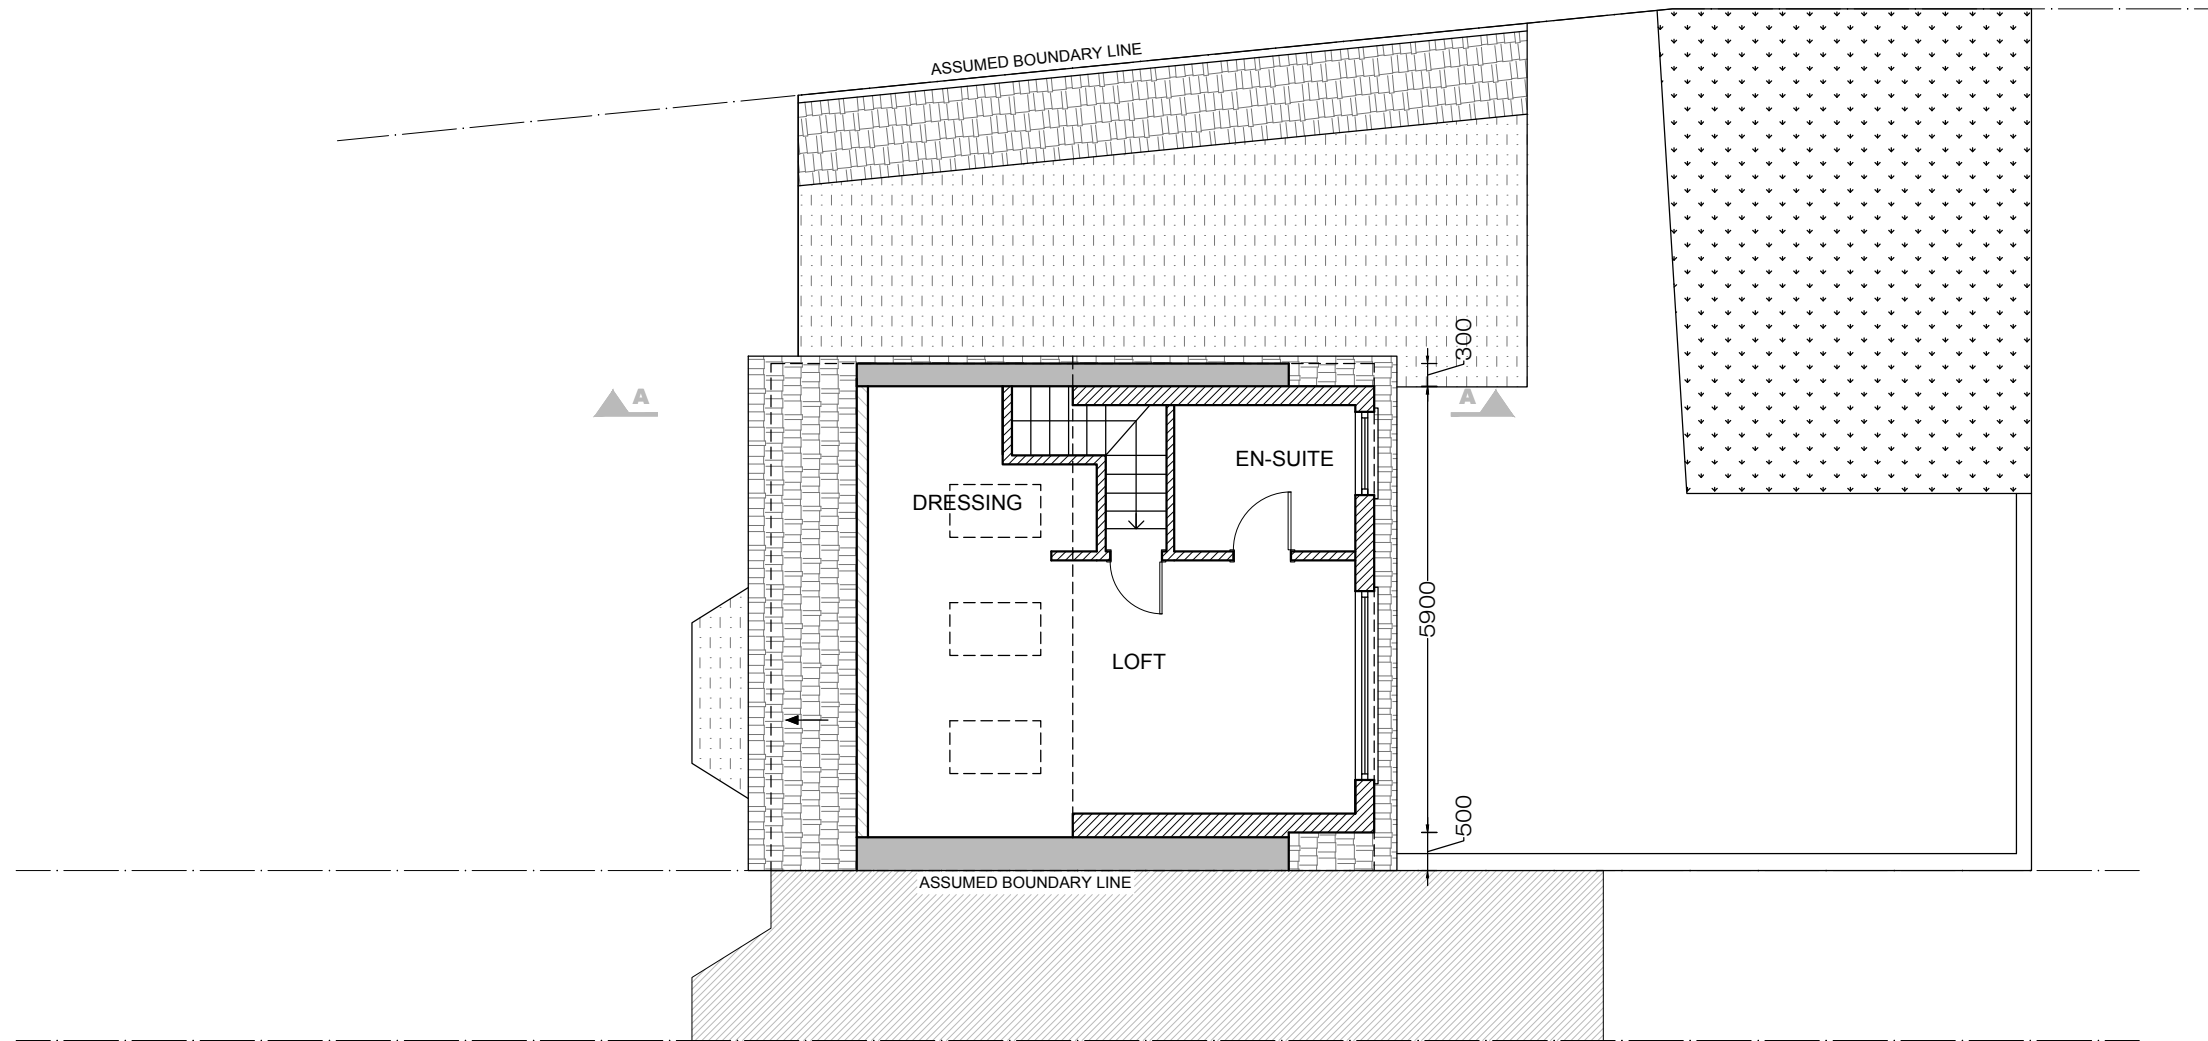 ASSUMED BOUNDARY LINE
300
A
A
EN-SUITE
DRESSING
5900
LOFT
500
ASSUMED BOUNDARY LINE